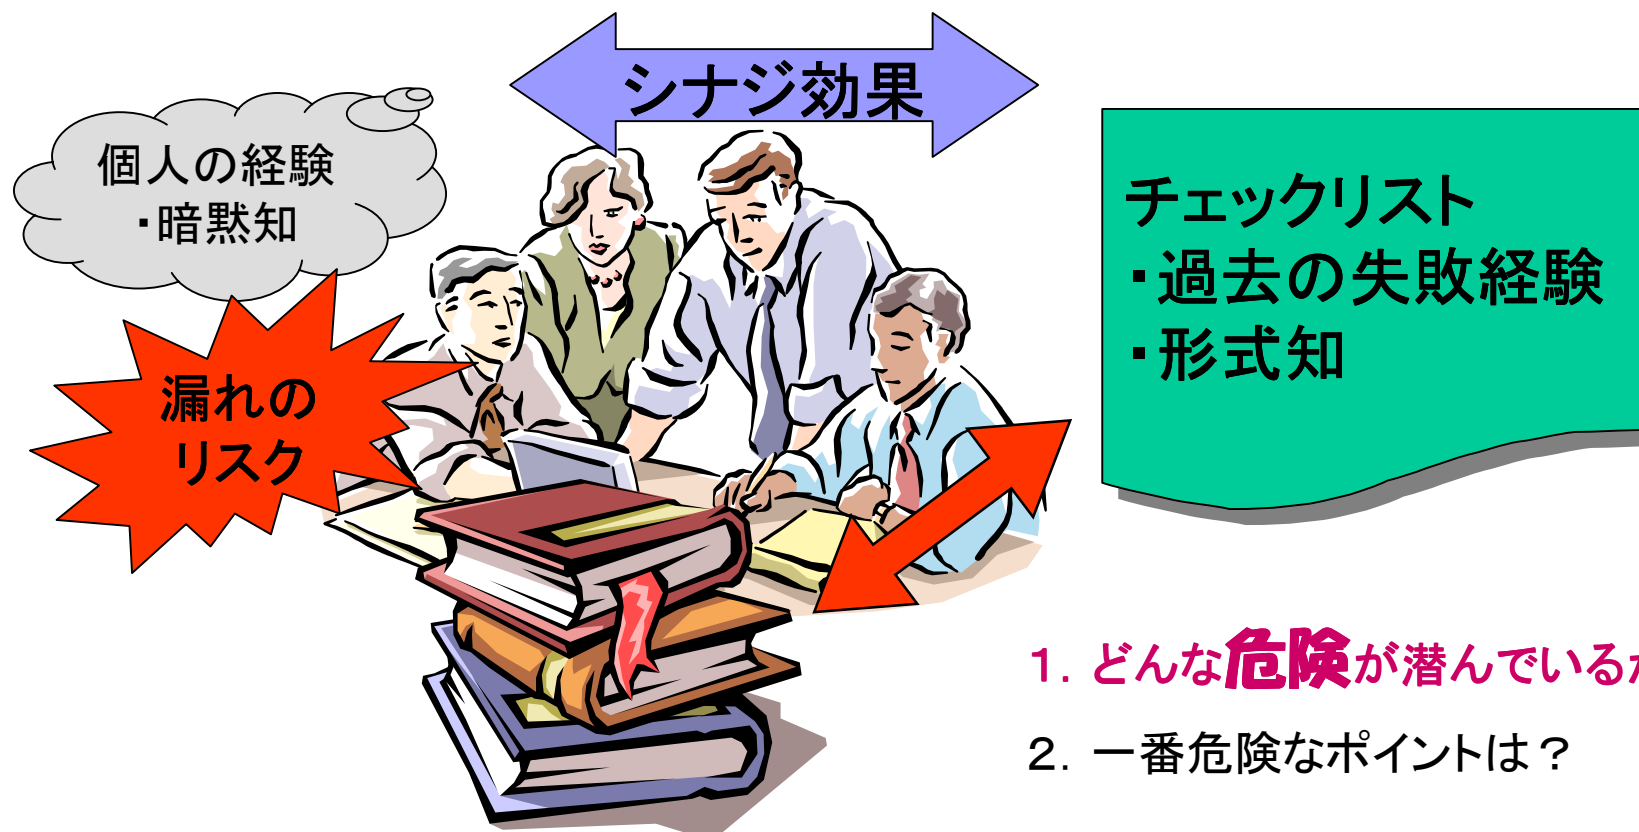 シナジ効果
個人の経験
・暗黙知
漏れの
リスク
チェックリスト
・過去の失敗経験
・形式知
１．どんな危険が潜んでいるか
２．一番危険なポイントは？